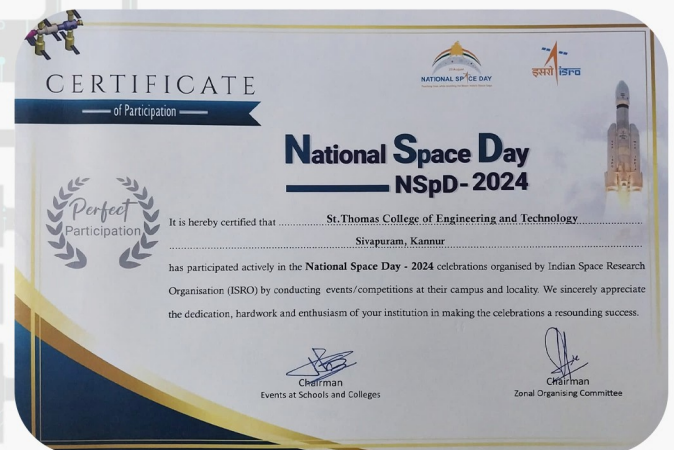 CERTIFICATE
of Participation
NATIONAL SPACE DAY
इसरो isro
National Space Day
NSpD- 2024
Perfect
Participation
It is hereby certified that St.Thomas College of Engineering and Technology
Sivapuram, Kannur
has participated actively in the National Space Day - 2024 celebrations organised by Indian Space Research
Organisation (ISRO) by conducting events/competitions at their campus and locality. We sincerely appreciate
the dedication, hardwork and enthusiasm of your institution in making the celebrations a resounding success.
Chairman
Events at Schools and Colleges
Chairman
Zonal Organising Committee